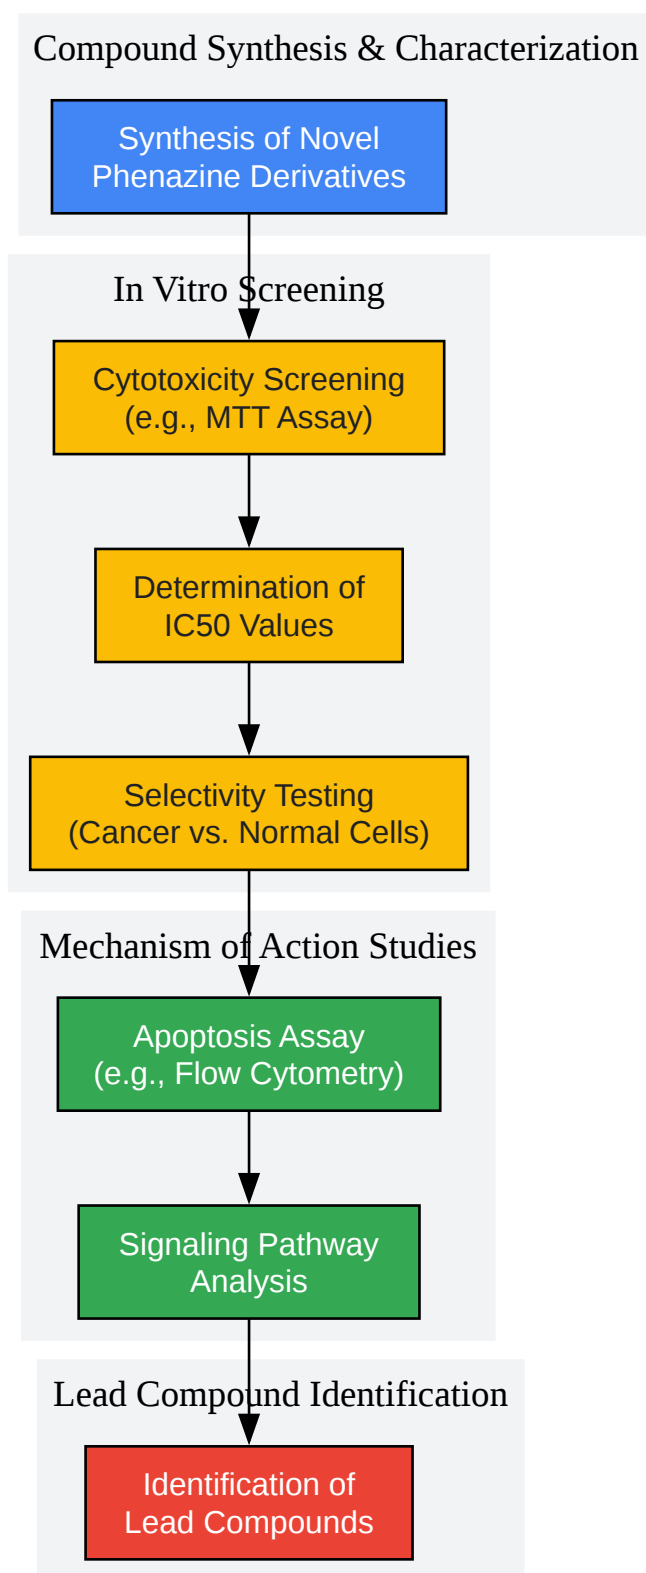 Compound Synthesis & Characterization
Synthesis of Novel
Phenazine Derivatives
In Vitro Screening
Cytotoxicity Screening
(e.g., MTT Assay)
Determination of
IC50 Values
Selectivity Testing
(Cancer vs. Normal Cells)
Mechanism of Action Studies
Apoptosis Assay
(e.g., Flow Cytometry)
Signaling Pathway
Analysis
Lead Compound Identification
Identification of
Lead Compounds